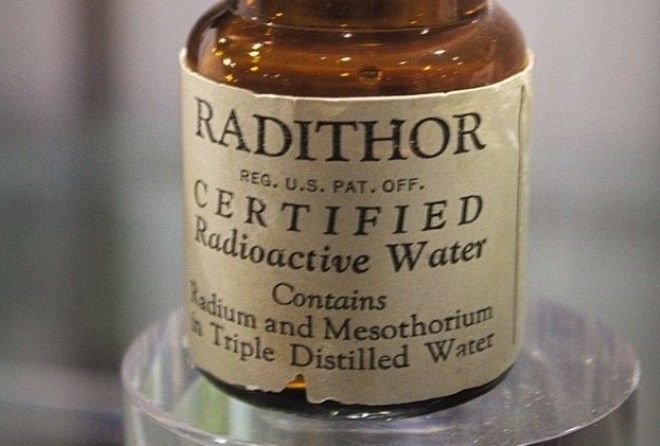 RADITHOR
REG. U.S. PAT. OFF.
CERTIFIED
Radioactive Water
Contains
Radium and Mesothorium
in Triple Distilled Water